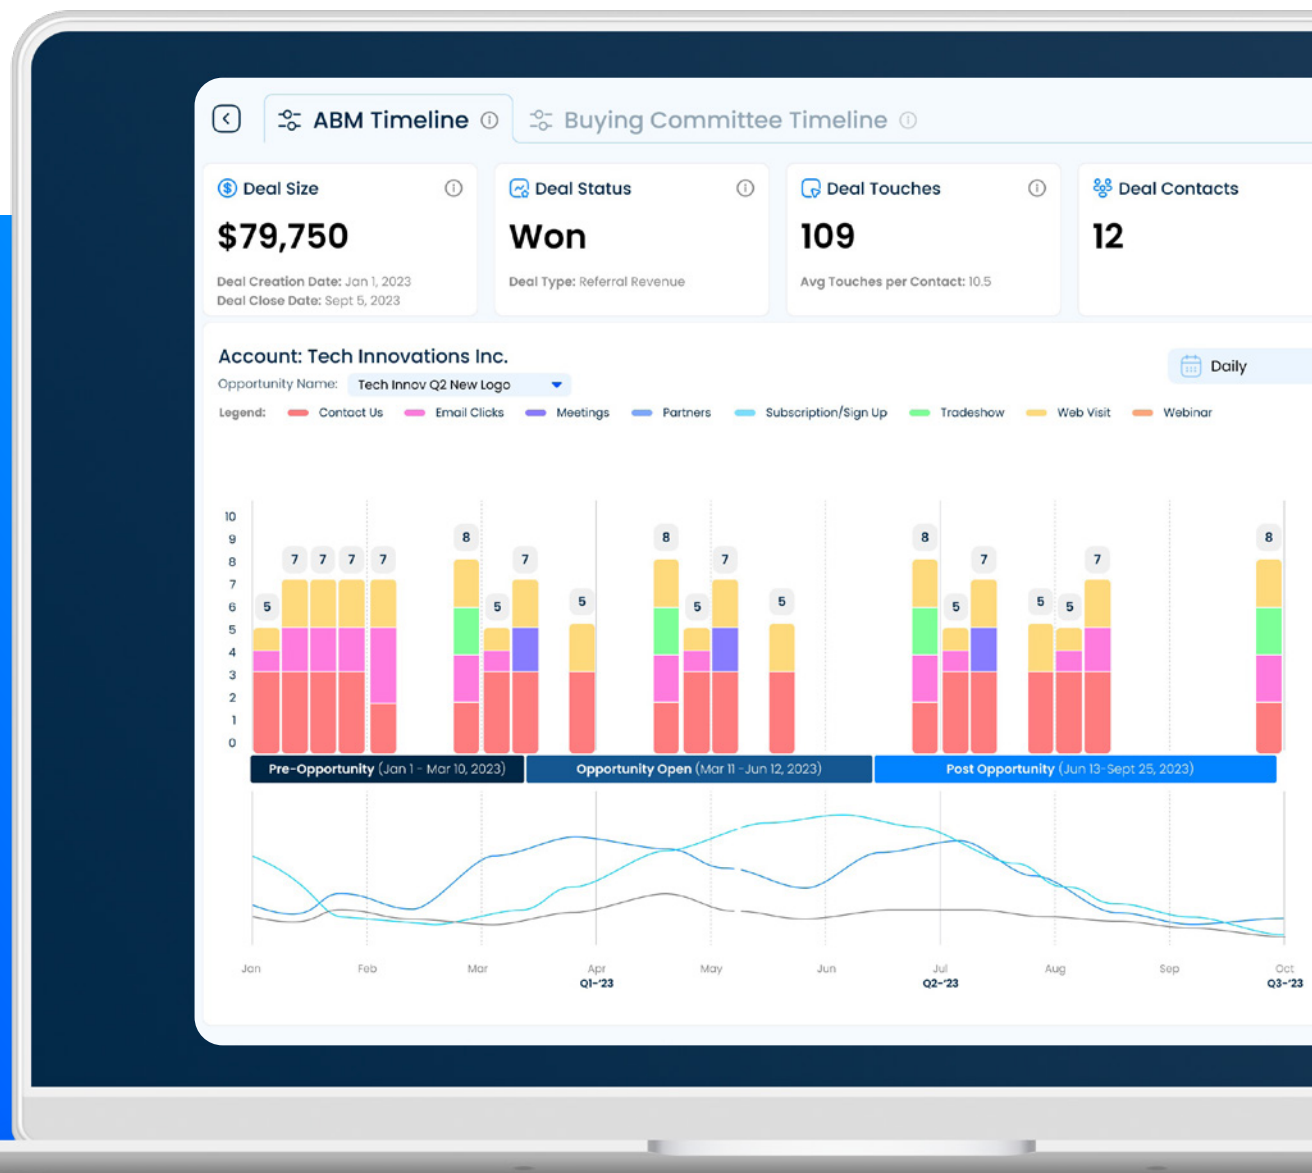 ABM Timeline
Buying Committee Timeline
Deal Size
$79,750
Deal Creation Date: Jan 1, 2023
Deal Close Date: Sept 5, 2023
Deal Status
Won
Deal Type: Referral Revenue
Deal Touches
109
Avg Touches per Contact: 10.5
Deal Contacts
12
Account: Tech Innovations Inc.
Daily
Opportunity Name: Tech Innov Q2 New Logo
Legend: Contact Us Email Clicks Meetings Partners Subscription/Sign Up Tradeshow Web Visit Webinar
10
9
8
7
6
5
4
3
2
1
0
5 7 7 7 7 8 5 7 5 8 5 7 5 8 5 7 5 5 7 8
Pre-Opportunity (Jan 1 - Mar 10, 2023) Opportunity Open (Mar 11 -Jun 12, 2023) Post Opportunity (Jun 13-Sept 25, 2023)
Jan Feb Mar Apr May Jun Jul Aug Sep Oct
Q1-'23 Q2-'23 Q3-'23